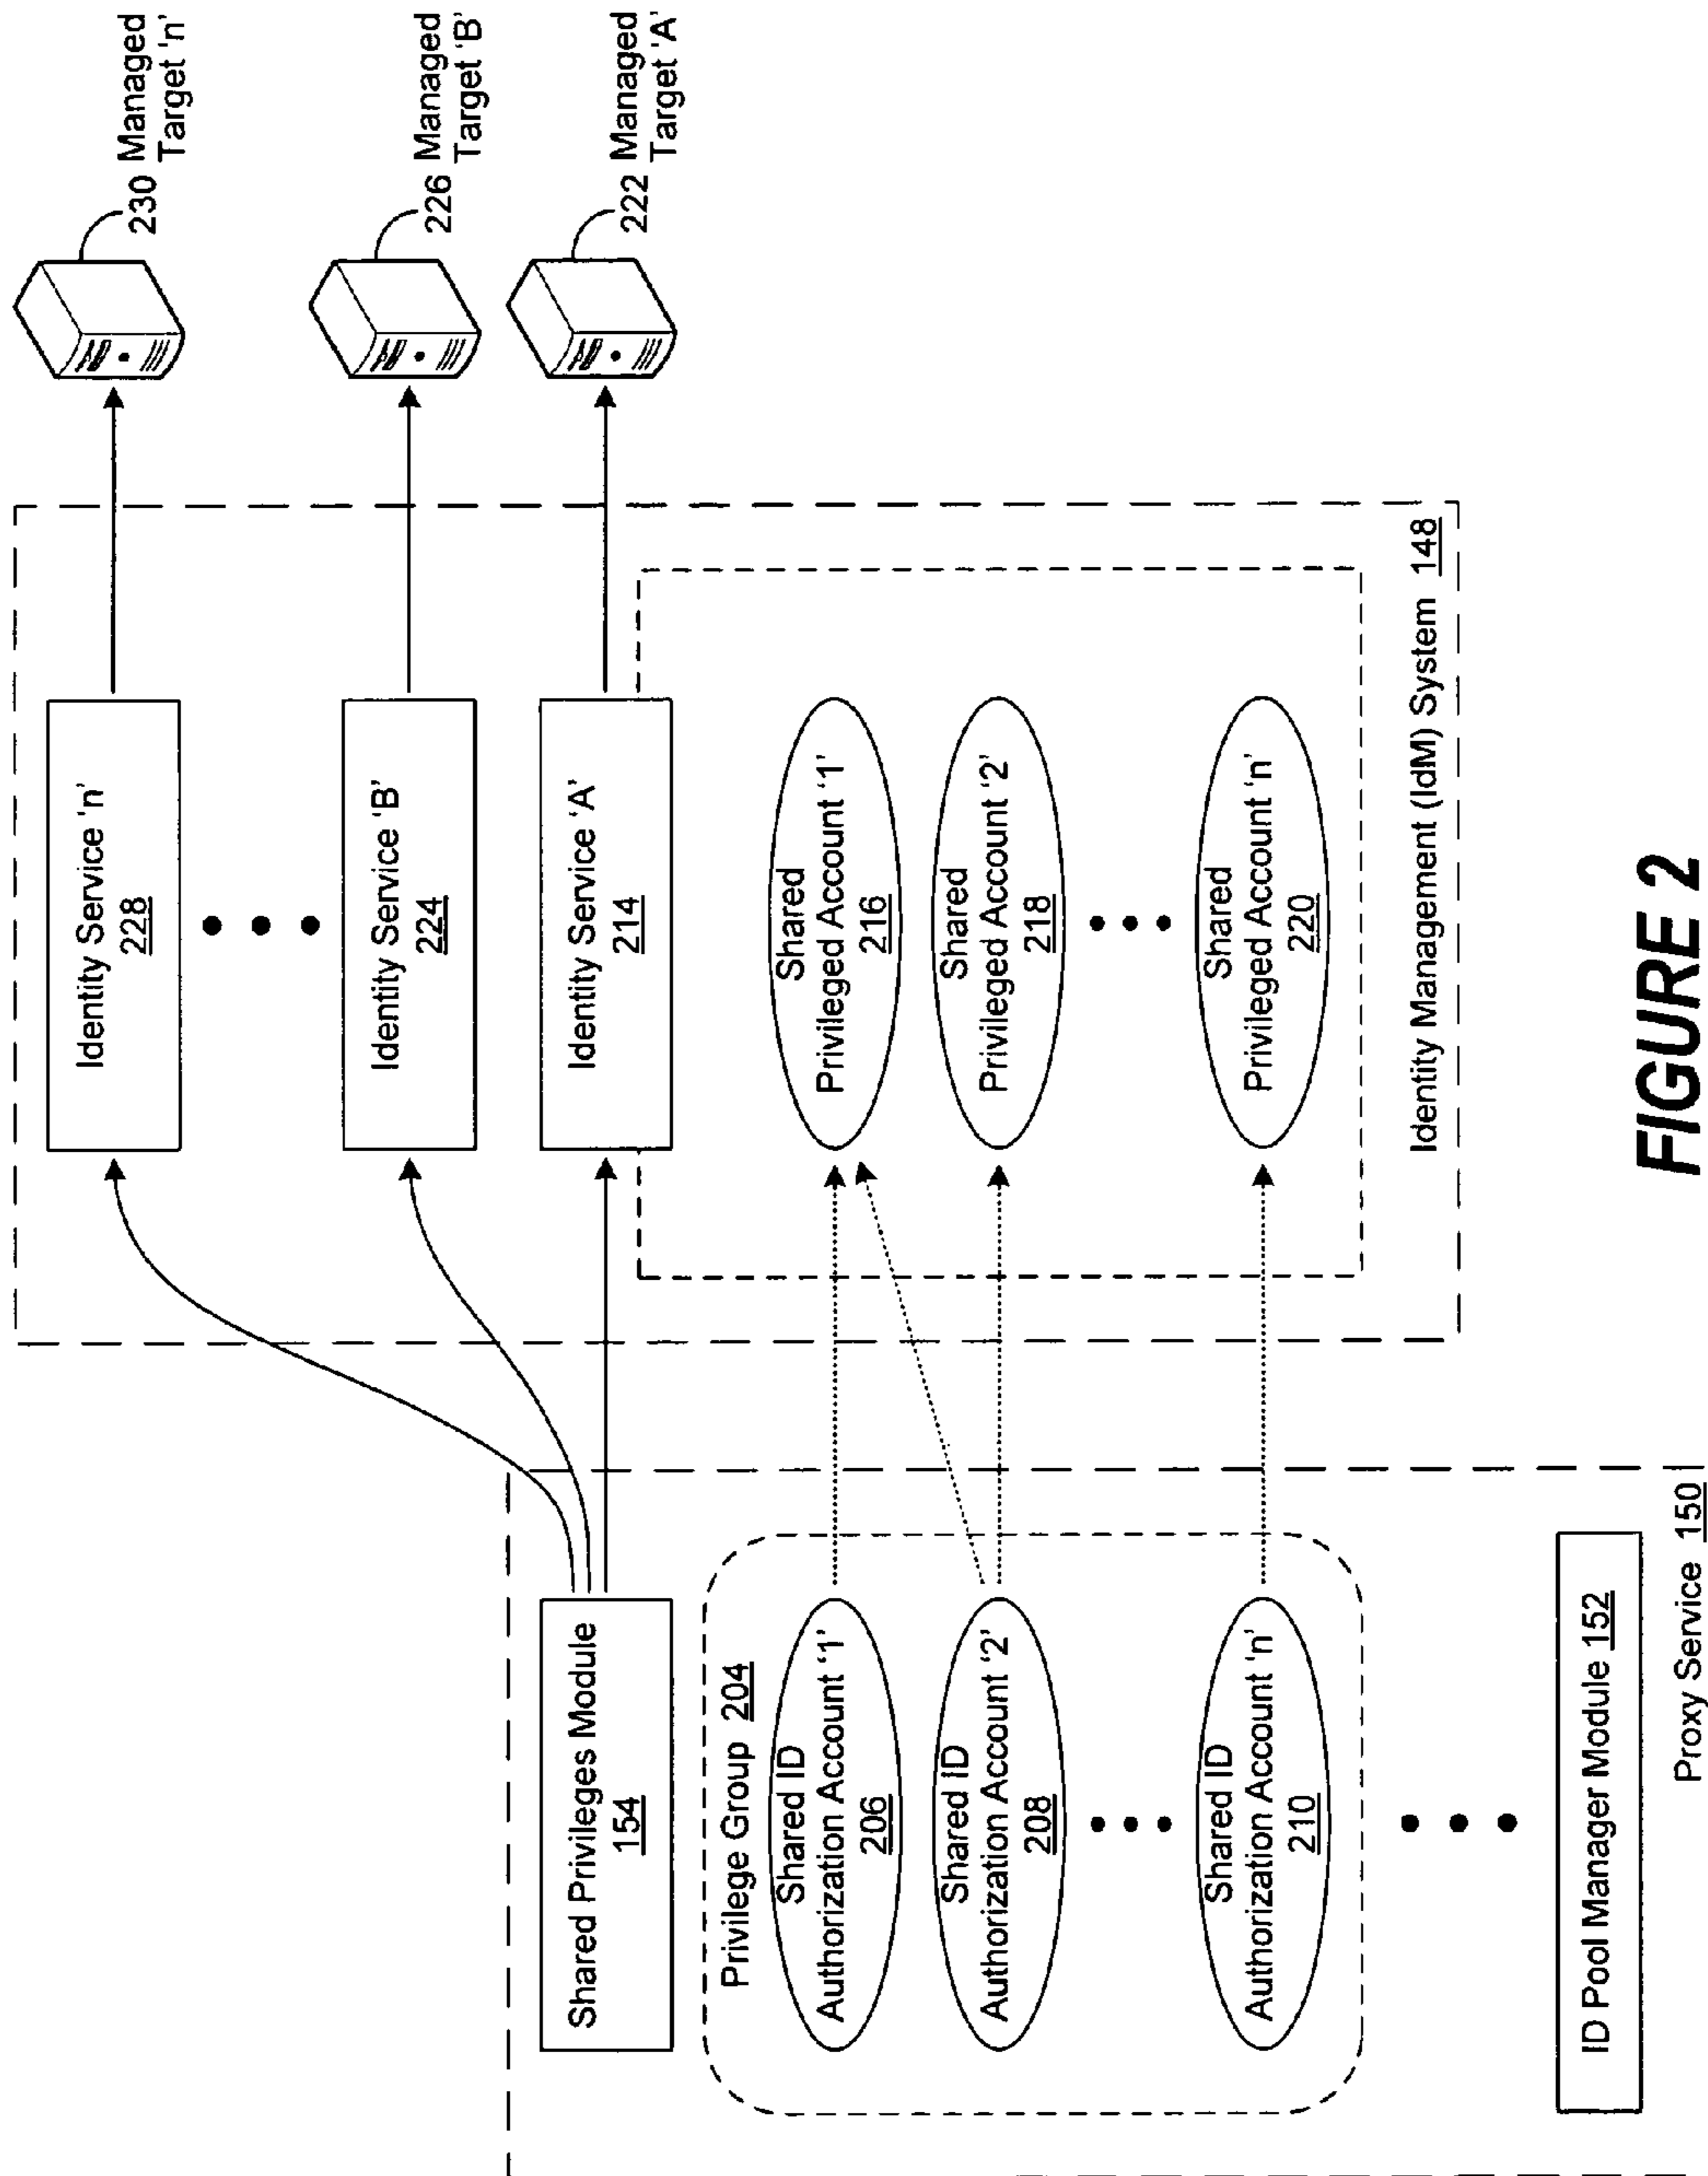 Shared Privileges Module
154
Privilege Group 204
Shared ID
Authorization Account '1'
206
Shared ID
Authorization Account '2'
208
Shared ID
Authorization Account 'n'
210
ID Pool Manager Module 152
Proxy Service 150
Identity Service 'n'
228
Identity Service 'B'
224
Identity Service 'A'
214
Shared
Privileged Account '1'
216
Shared
Privileged Account '2'
218
Shared
Privileged Account 'n'
220
Identity Management (IdM) System 148
230 Managed
Target 'n'
226 Managed
Target 'B'
222 Managed
Target 'A'
FIGURE 2